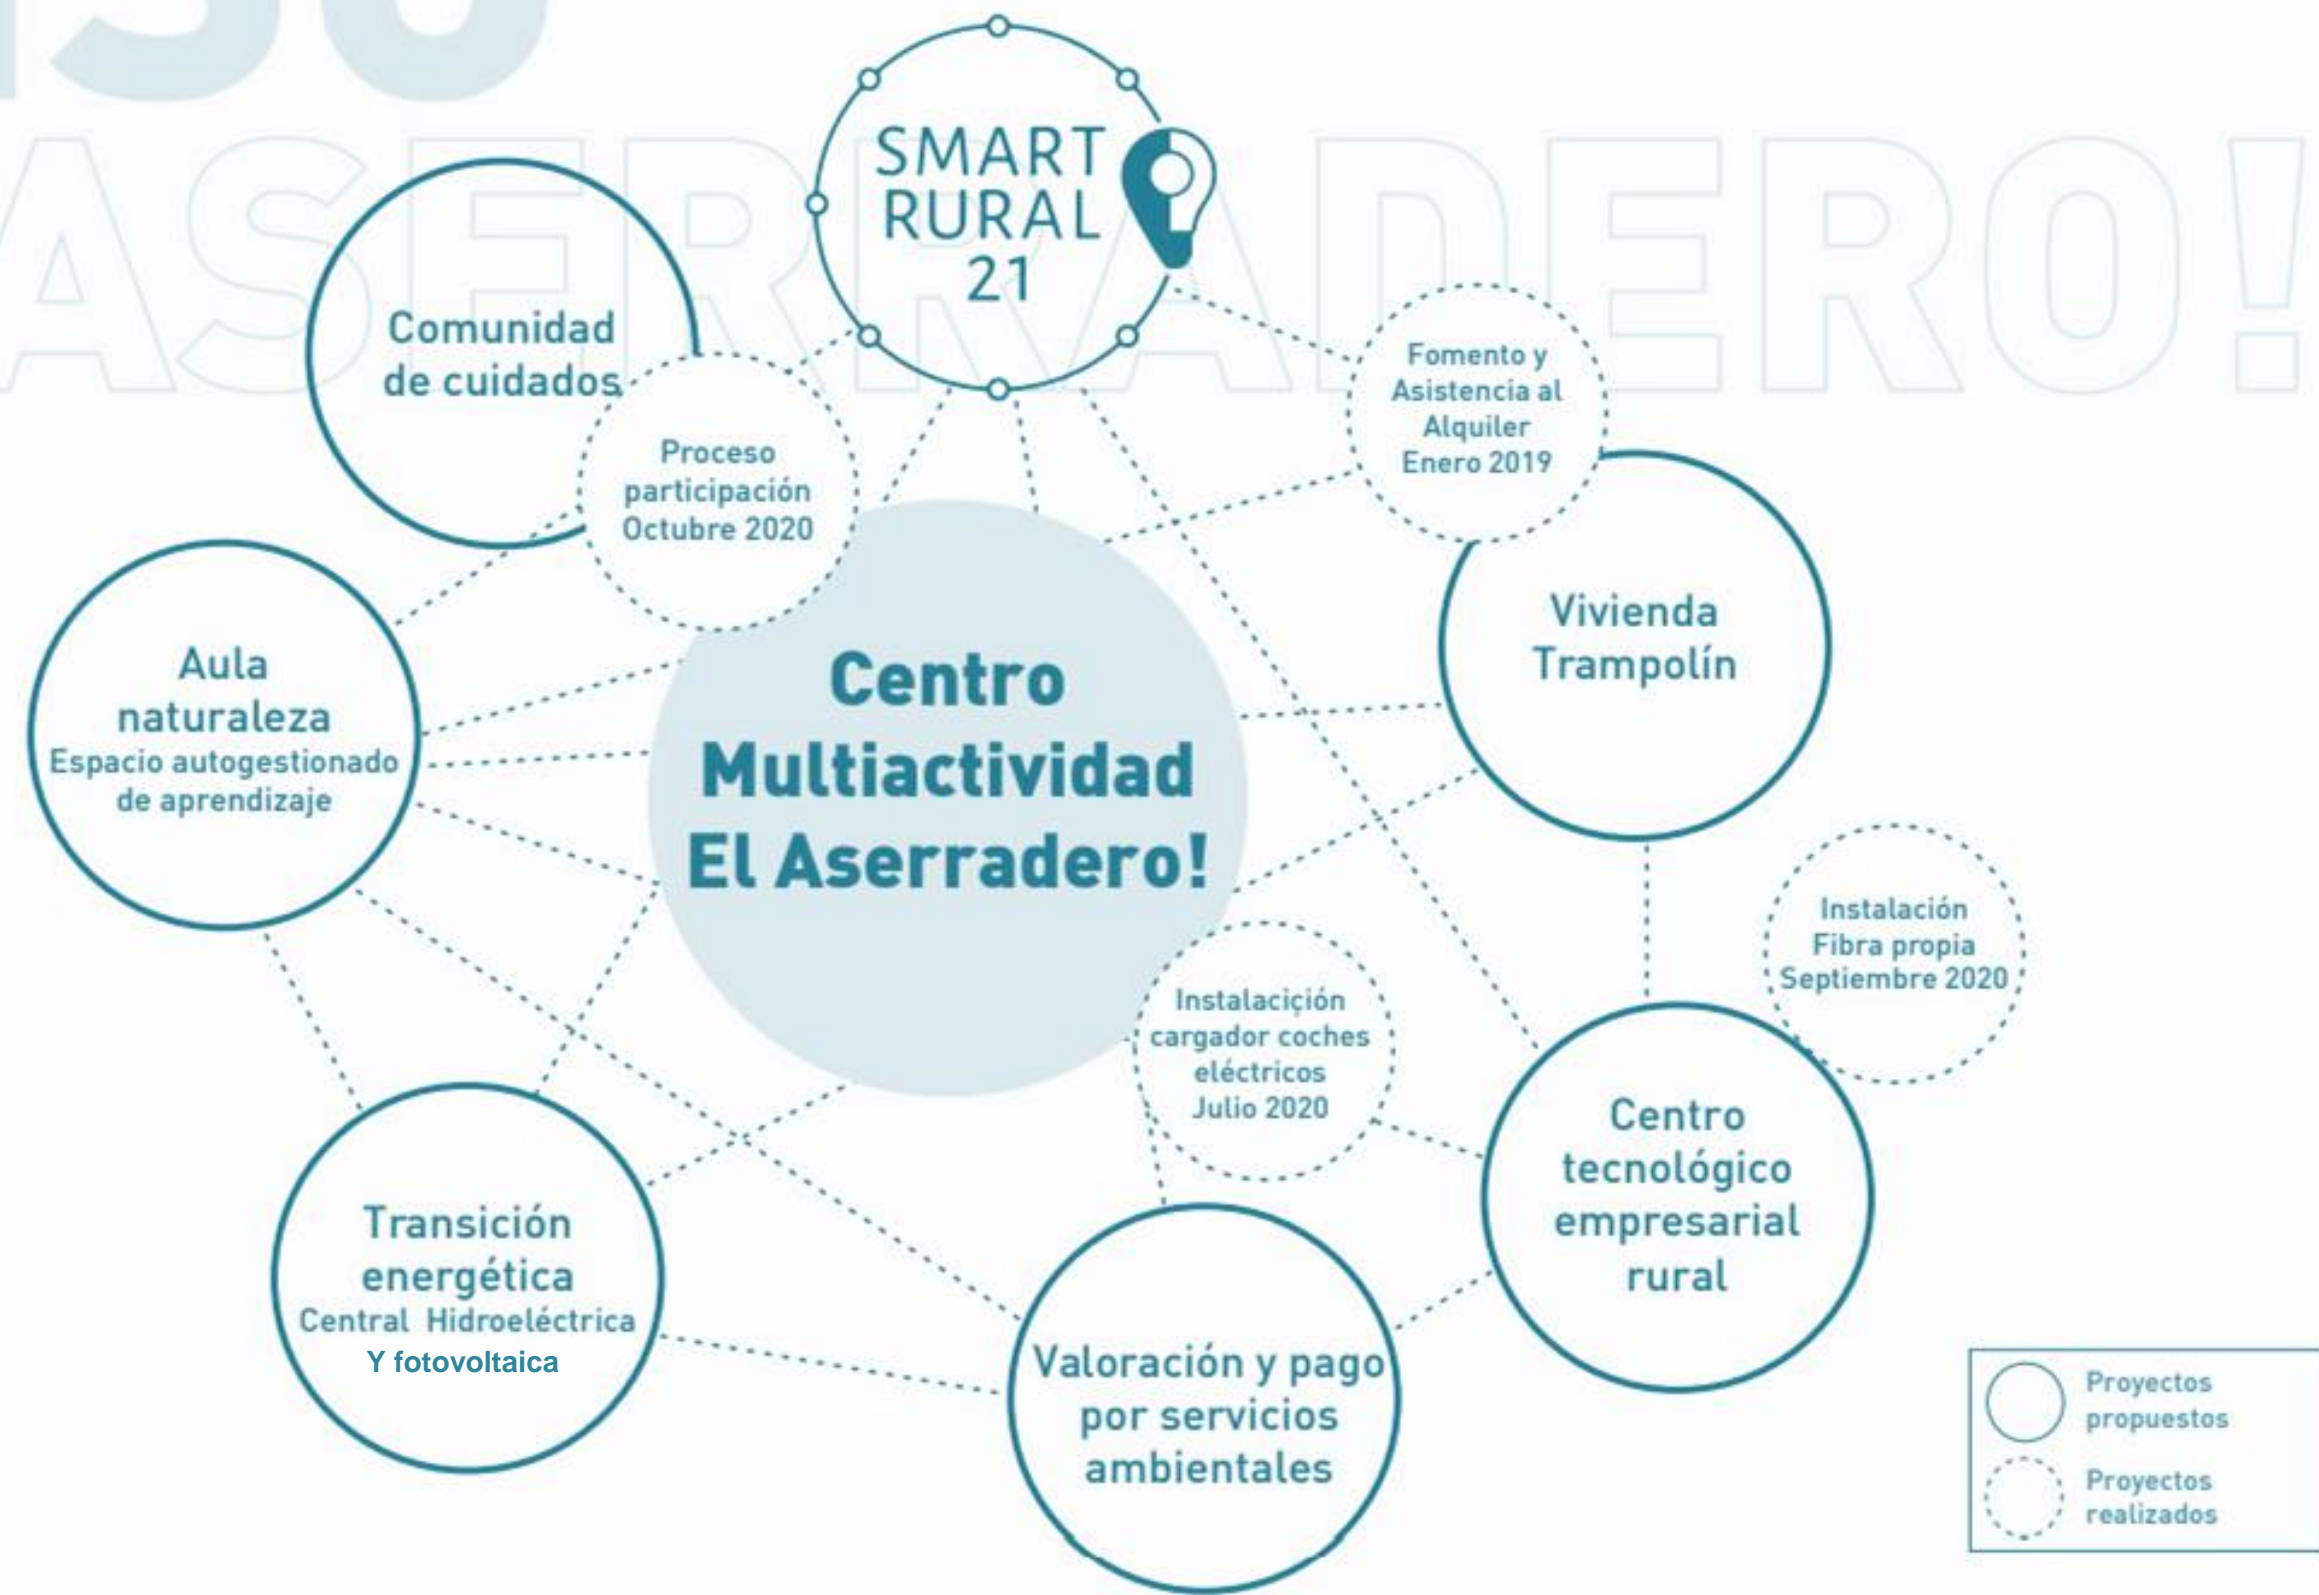 ASERRADERO!
SMART
RURAL
21
Comunidad
de cuidados
Proceso
participación
Octubre 2020
Fomento y
Asistencia al
Alquiler
Enero 2019
Aula
naturaleza
Espacio autogestionado
de aprendizaje
Centro
Multiactividad
El Aserradero!
Vivienda
Trampolín
Instalación
Fibra propia
Septiembre 2020
Instalacición
cargador coches
eléctricos
Julio 2020
Centro
tecnológico
empresarial
rural
Transición
energética
Central Hidroeléctrica
Y fotovoltaica
Valoración y pago
por servicios
ambientales
Proyectos
propuestos
Proyectos
realizados